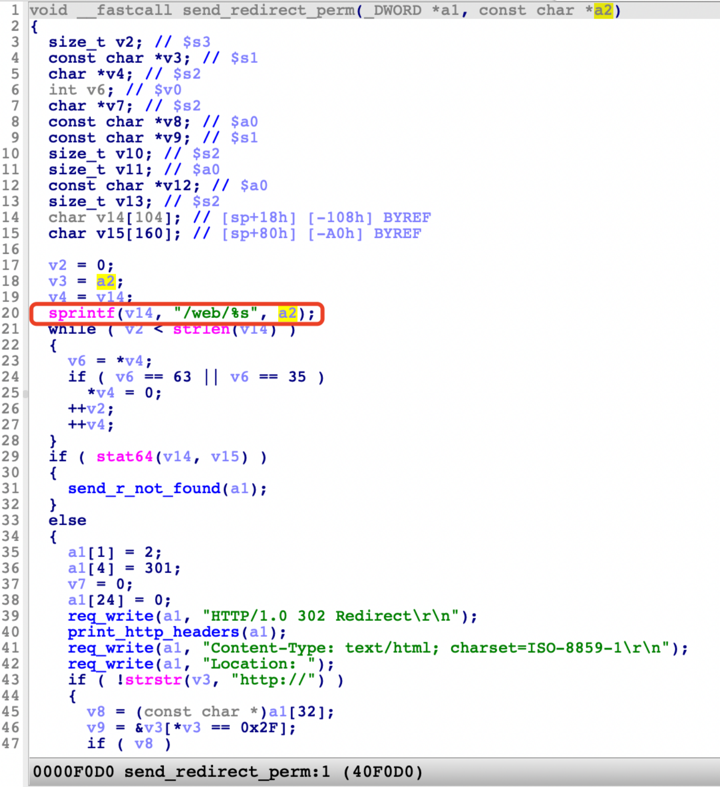 1 void __fastcall send_redirect_perm(_DWORD *a1, const char *a2)
2 {
3 size_t v2; // $s3
4 const char *v3; // $s1
5 char *v4; // $s2
6 int v6; // $v0
7 char *v7; // $s2
8 const char *v8; // $a0
9 const char *v9; // $s1
10 size_t v10; // $s2
11 size_t v11; // $a0
12 const char *v12; // $a0
13 size_t v13; // $s2
14 char v14[104]; // [sp+18h] [-108h] BYREF
15 char v15[160]; // [sp+80h] [-A0h] BYREF
16
17 v2 = 0;
18 v3 = a2;
19 v4 = v14;
20 sprintf(v14, "/web/%s", a2);
21 while ( v2 < strlen(v14) )
22 {
23 v6 = *v4;
24 if ( v6 == 63 || v6 == 35 )
25 *v4 = 0;
26 ++v2;
27 ++v4;
28 }
29 if ( stat64(v14, v15) )
30 {
31 send_r_not_found(a1);
32 }
33 else
34 {
35 a1[1] = 2;
36 a1[4] = 301;
37 v7 = 0;
38 a1[24] = 0;
39 req_write(a1, "HTTP/1.0 302 Redirect\r\n");
40 print_http_headers(a1);
41 req_write(a1, "Content-Type: text/html; charset=ISO-8859-1\r\n");
42 req_write(a1, "Location: ");
43 if ( !strstr(v3, "http://") )
44 {
45 v8 = (const char *)a1[32];
46 v9 = &v3[*v3 == 0x2F];
47 if ( v8 )
0000F0D0 send_redirect_perm:1 (40F0D0)